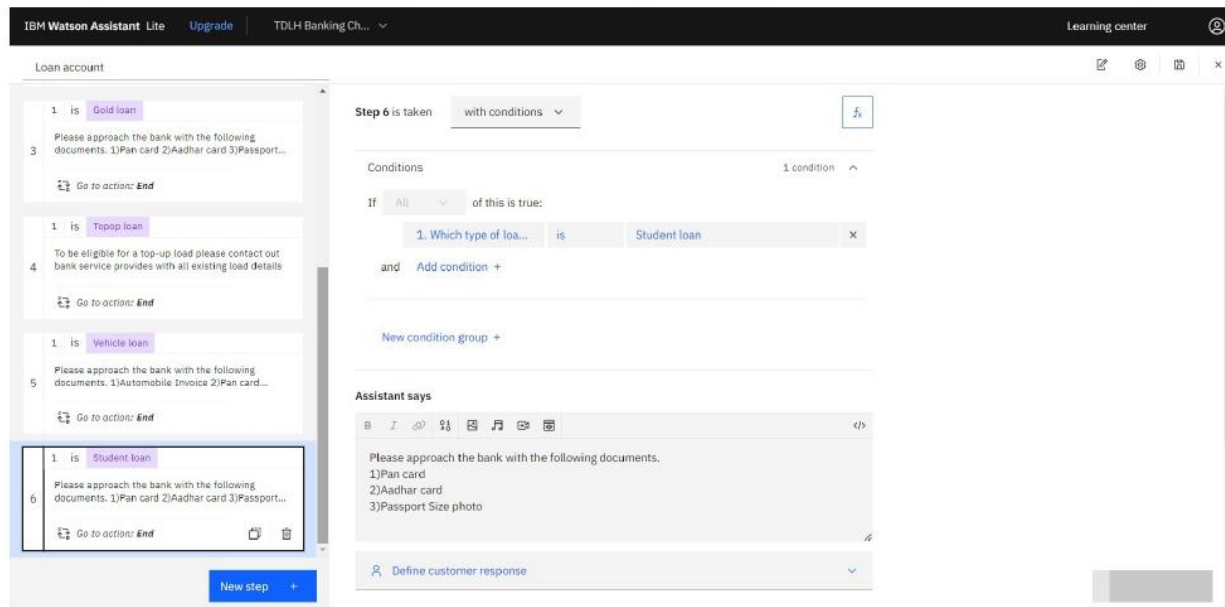 IBM Watson Assistant Lite Upgrade TDLH Banking Ch... Learning center
Loan account
1 is Gold loan
3 Please approach the bank with the following
documents. 1)Pan card 2)Aadhar card 3)Passport...
Go to action: End
1 is Topop loan
4 To be eligible for a top-up load please contact out
bank service provides with all existing load details
Go to action: End
1 is Vehicle loan
5 Please approach the bank with the following
documents. 1)Automobile Invoice 2)Pan card...
Go to action: End
1 is Student loan
6 Please approach the bank with the following
documents. 1)Pan card 2)Aadhar card 3)Passport...
Go to action: End
New step +
Step 6 is taken with conditions fx
Conditions 1 condition
If All of this is true:
1. Which type of loa... is Student loan ×
and Add condition +
New condition group +
Assistant says
B I </>
Please approach the bank with the following documents.
1)Pan card
2)Aadhar card
3)Passport Size photo
Define customer response